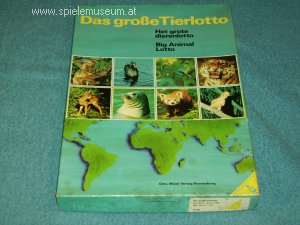 www.spielemuseum.at
Das große Tierlotto
Het grote
dierenlotto
Big Animal
Lotto
Otto Maier Verlag Ravensburg